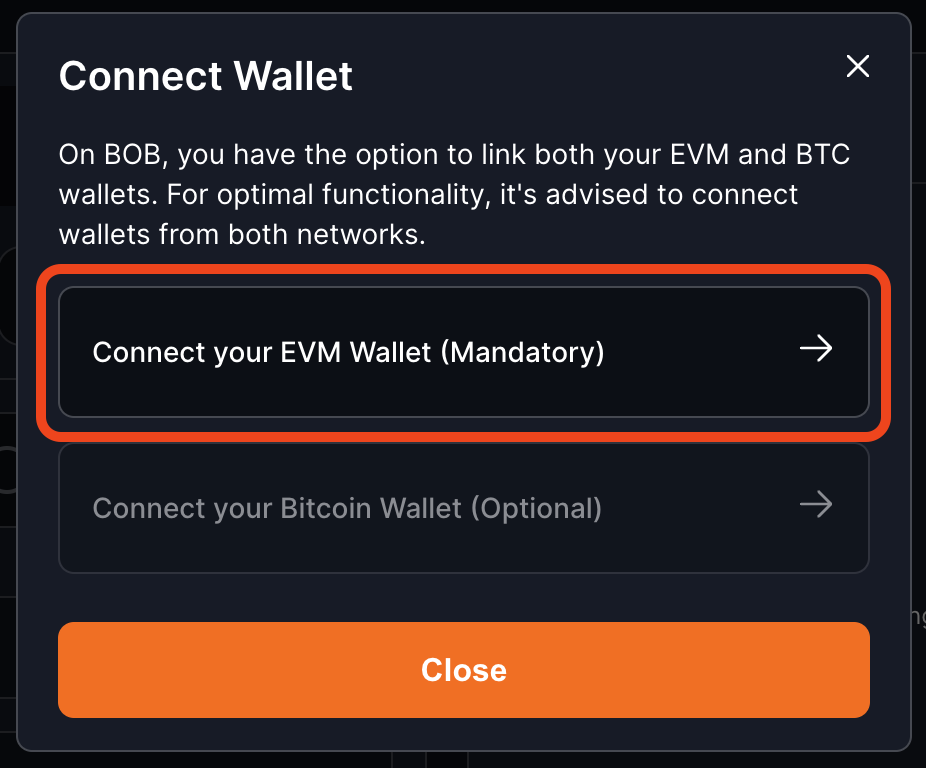 Connect Wallet
On BOB, you have the option to link both your EVM and BTC
wallets. For optimal functionality, it's advised to connect
wallets from both networks.
Connect your EVM Wallet (Mandatory)
Connect your Bitcoin Wallet (Optional)
Close